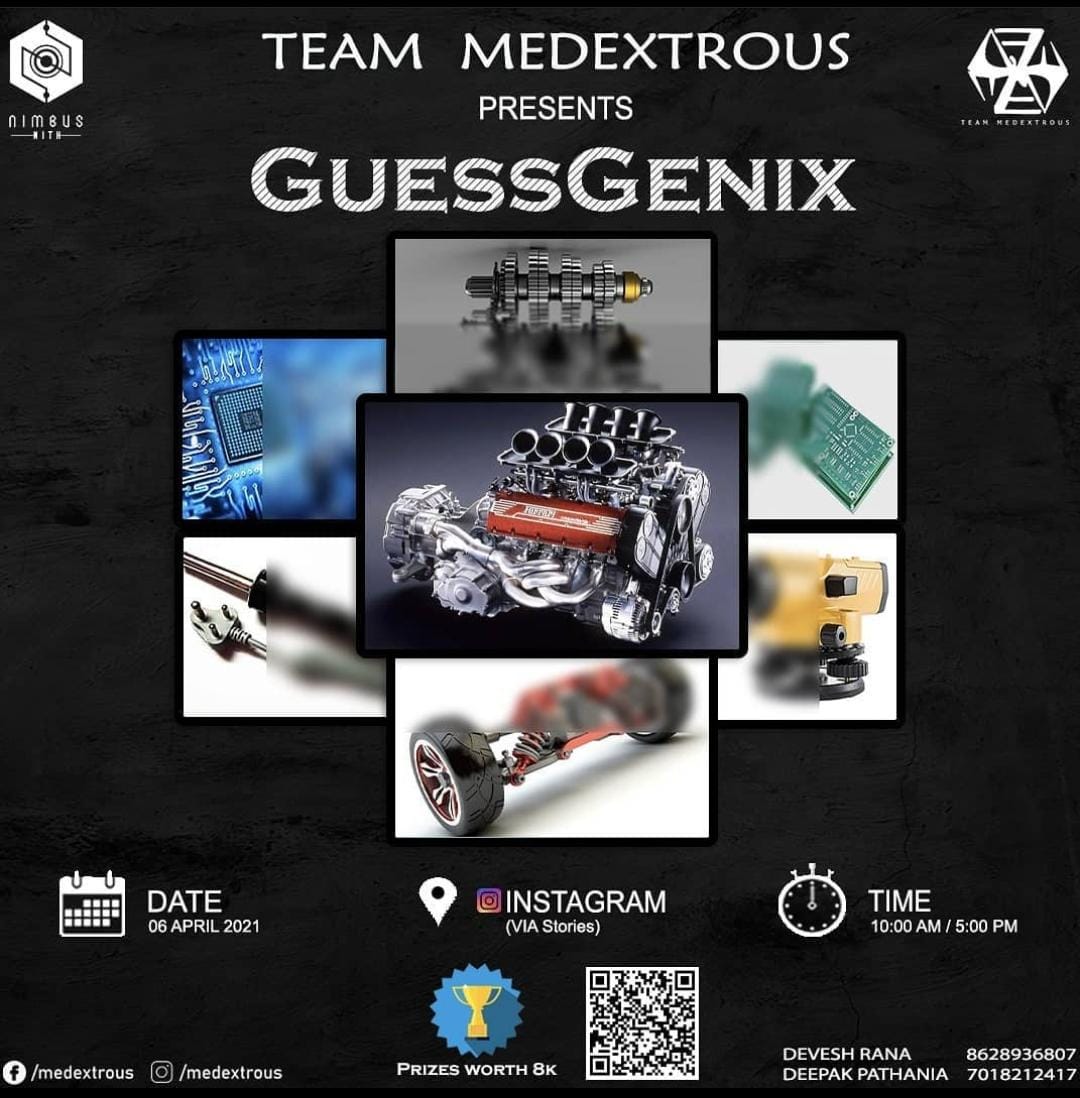 TEAM MEDEXTROUS
PRESENTS
GUESSGENIX
NIMBUS
NITH
TEAM MEDEXTROUS
FERRARI
DATE
06 APRIL 2021
INSTAGRAM
(VIA Stories)
TIME
10:00 AM / 5:00 PM
PRIZES WORTH 8K
/medextrous
/medextrous
DEVESH RANA 8628936807
DEEPAK PATHANIA 7018212417